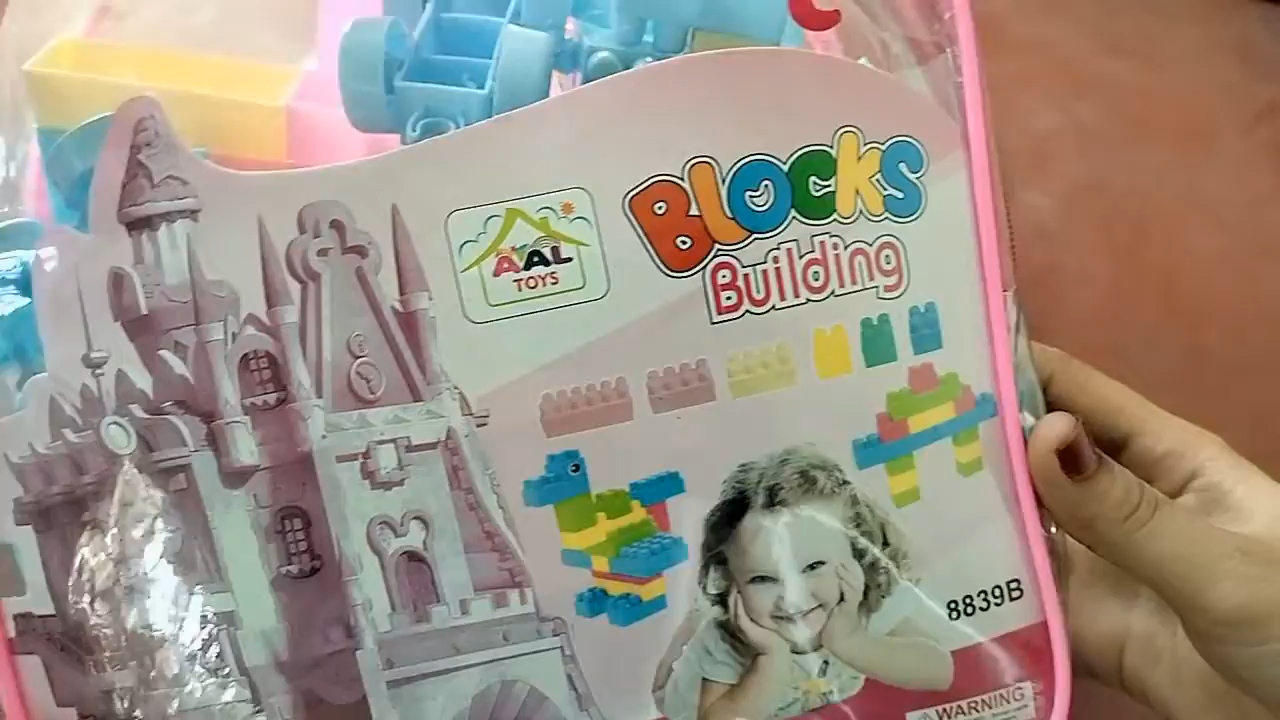 BLOCKS
Building
AAL
TOYS
8839B
WARNING